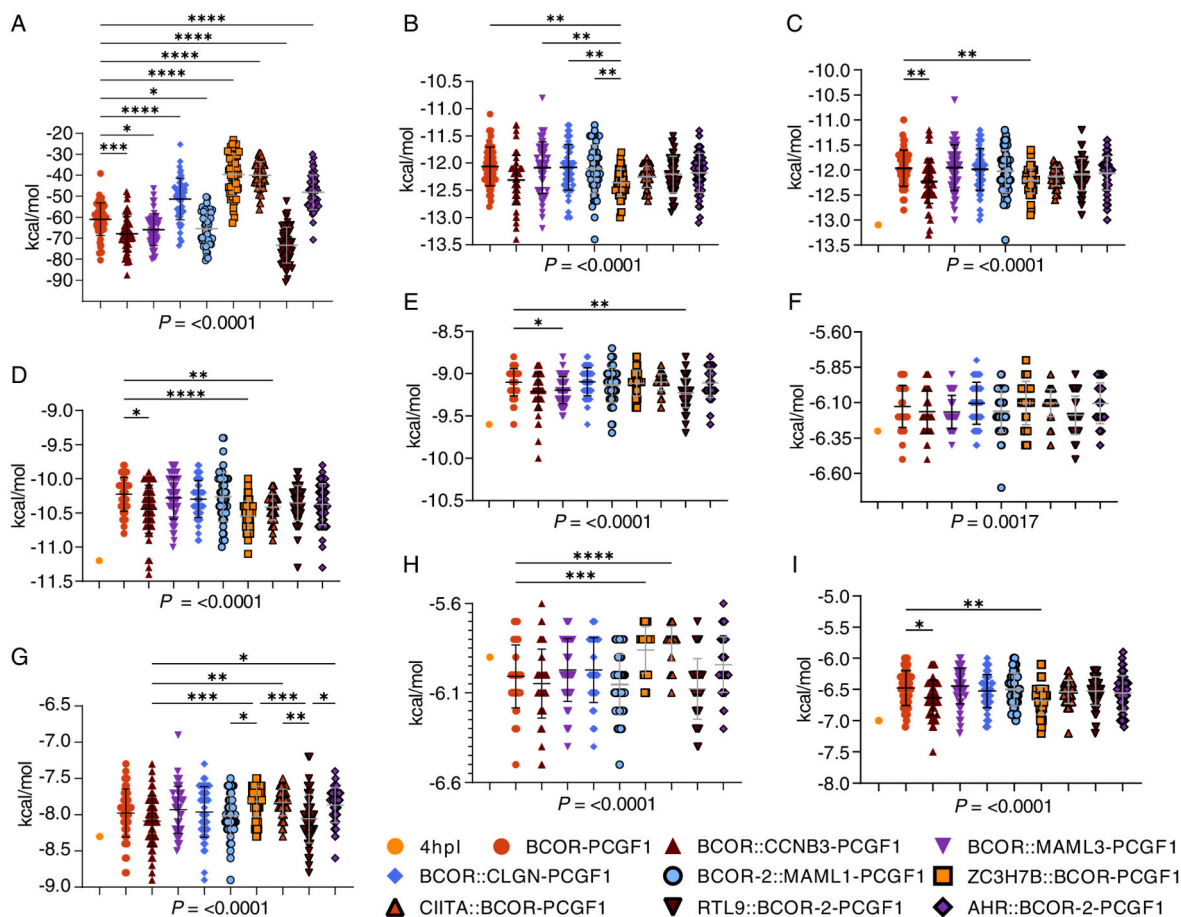 A
****
****
****
****
*
****
*
***
-20
-30
-40
-50
-60
-70
-80
-90
kcal/mol
P = <0.0001
B
**
**
**
**
-10.5
-11.0
-11.5
-12.0
-12.5
-13.0
-13.5
kcal/mol
P = <0.0001
C
**
**
-10.0
-10.5
-11.0
-11.5
-12.0
-12.5
-13.0
-13.5
kcal/mol
P = <0.0001
D
**
****
*
-9.0
-9.5
-10.0
-10.5
-11.0
-11.5
kcal/mol
P = <0.0001
E
**
*
-8.5
-9.0
-9.5
-10.0
-10.5
kcal/mol
P = <0.0001
F
-5.60
-5.85
-6.10
-6.35
-6.60
kcal/mol
P = 0.0017
G
*
**
***
***
*
*
**
-6.5
-7.0
-7.5
-8.0
-8.5
-9.0
kcal/mol
P = <0.0001
H
****
***
-5.6
-6.1
-6.6
kcal/mol
P = <0.0001
I
**
*
-5.0
-5.5
-6.0
-6.5
-7.0
-7.5
-8.0
kcal/mol
P = <0.0001
4hpl BCOR-PCGF1 BCOR::CCNB3-PCGF1 BCOR::MAML3-PCGF1
BCOR::CLGN-PCGF1 BCOR-2::MAML1-PCGF1 ZC3H7B::BCOR-PCGF1
CIITA::BCOR-PCGF1 RTL9::BCOR-2-PCGF1 AHR::BCOR-2-PCGF1